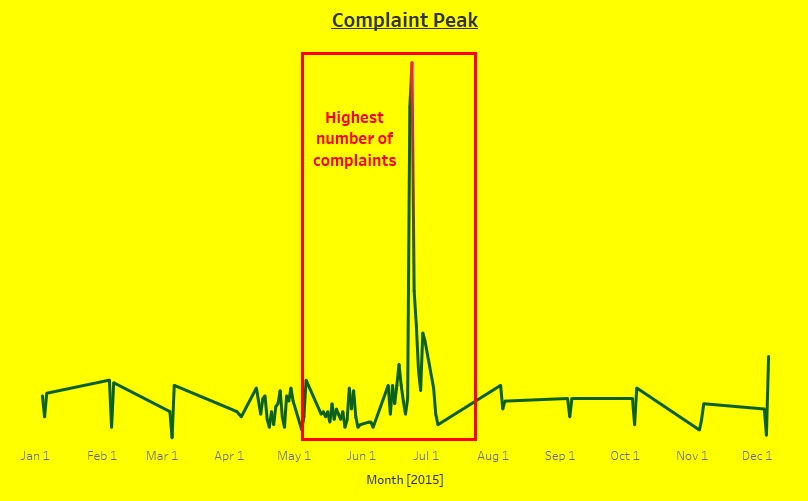 Complaint Peak
Highest
number of
complaints
Jan 1 Feb 1 Mar 1 Apr 1 May 1 Jun 1 Jul 1 Aug 1 Sep 1 Oct 1 Nov 1 Dec 1
Month [2015]